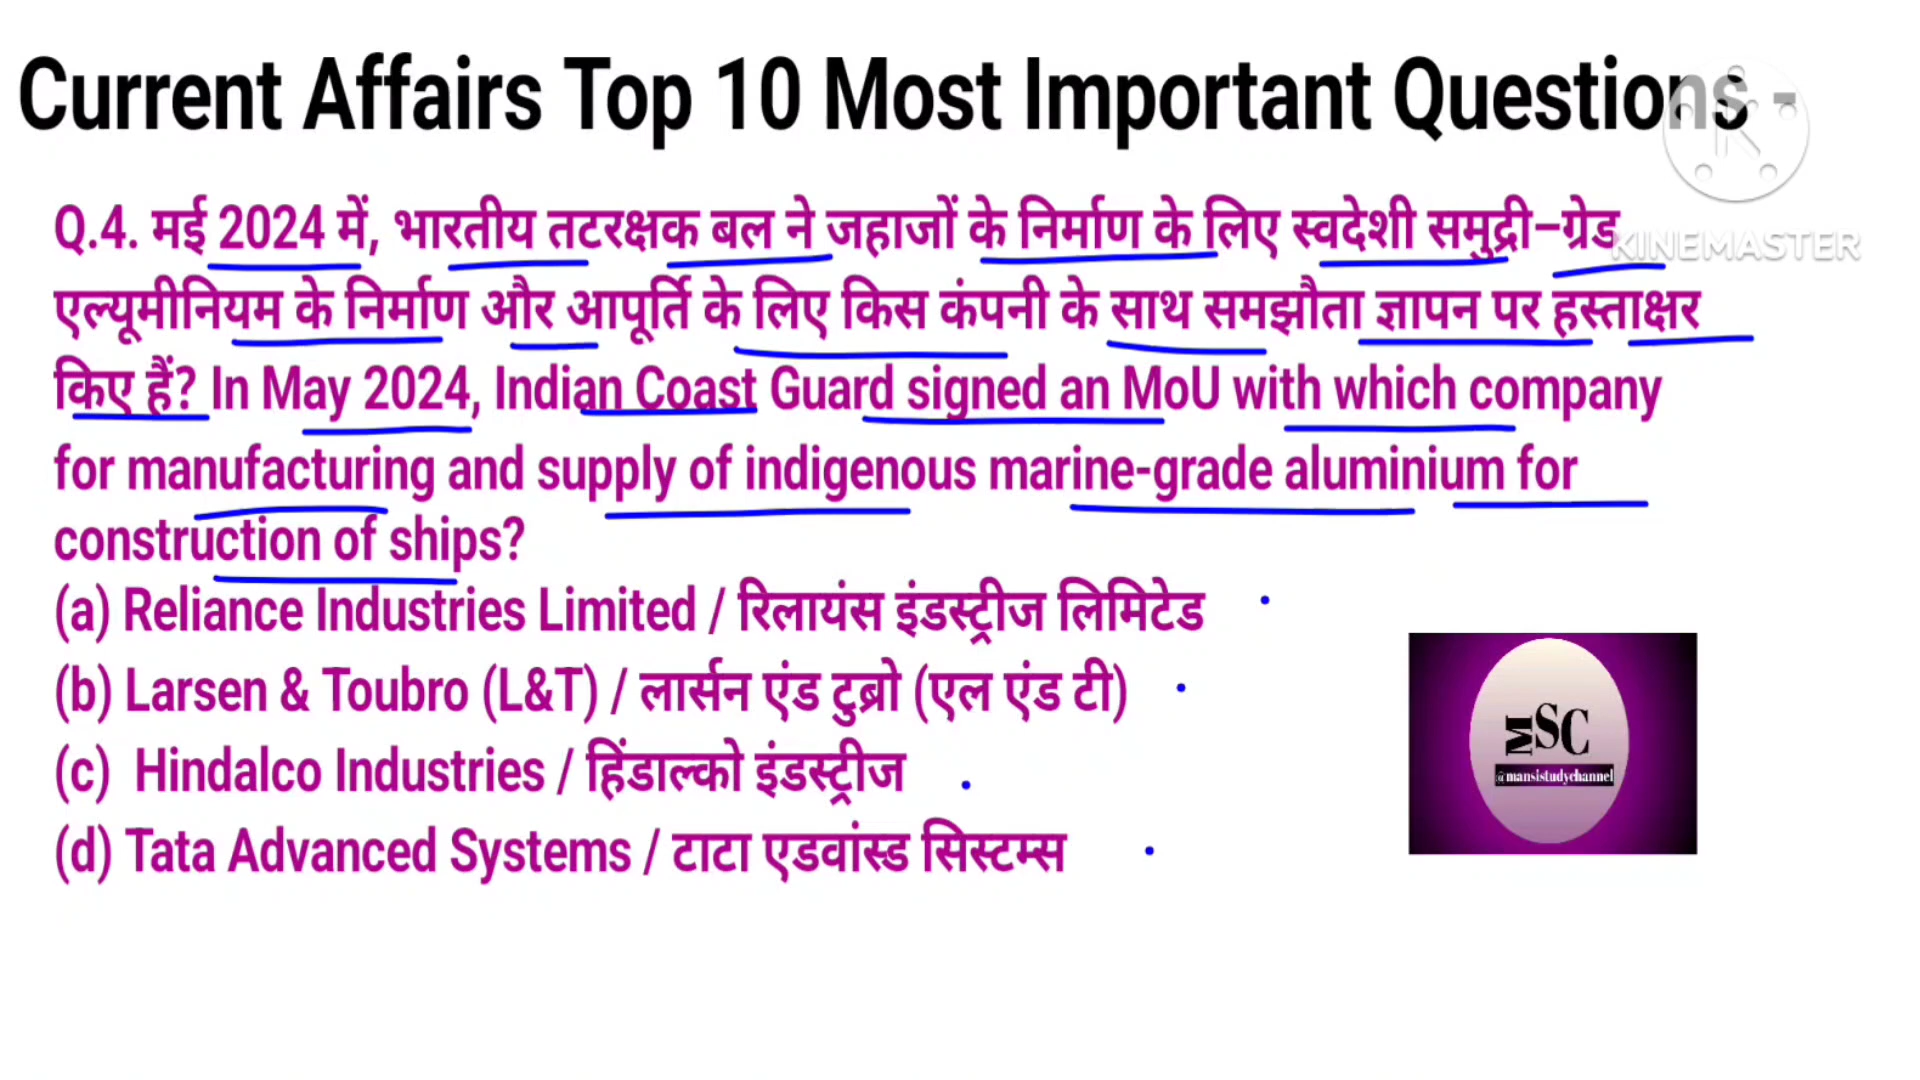 Current Affairs Top 10 Most Important Questions -
KINEMASTER
Q.4. मई 2024 में, भारतीय तटरक्षक बल ने जहाजों के निर्माण के लिए स्वदेशी समुद्री-ग्रेड
एल्यूमीनियम के निर्माण और आपूर्ति के लिए किस कंपनी के साथ समझौता ज्ञापन पर हस्ताक्षर
किए हैं? In May 2024, Indian Coast Guard signed an MoU with which company
for manufacturing and supply of indigenous marine-grade aluminium for
construction of ships?
(a) Reliance Industries Limited / रिलायंस इंडस्ट्रीज लिमिटेड
(b) Larsen & Toubro (L&T) / लार्सन एंड टुब्रो (एल एंड टी)
(c) Hindalco Industries / हिंडाल्को इंडस्ट्रीज
(d) Tata Advanced Systems / टाटा एडवांस्ड सिस्टम्स
MSC
@mansistudychannel